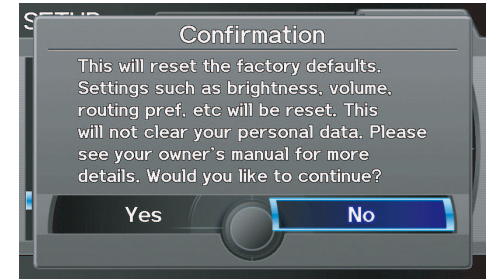 SETUP
Confirmation
This will reset the factory defaults.
Settings such as brightness, volume,
routing pref, etc will be reset. This
will not clear your personal data. Please
see your owner's manual for more
details. Would you like to continue?
Yes
No